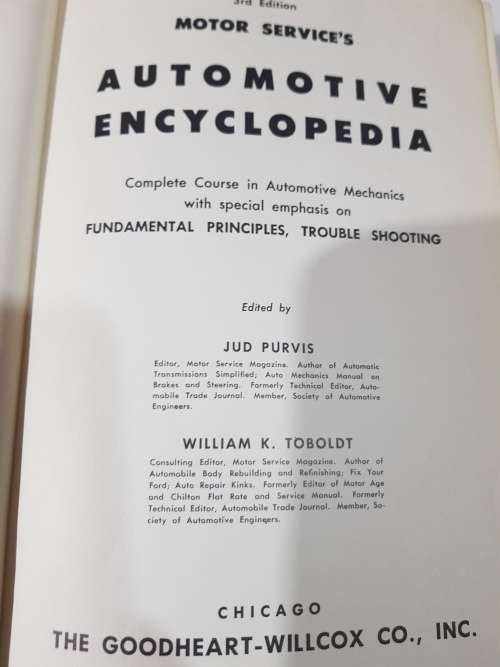 3rd Edition
MOTOR SERVICE'S
AUTOMOTIVE
ENCYCLOPEDIA
Complete Course in Automotive Mechanics
with special emphasis on
FUNDAMENTAL PRINCIPLES, TROUBLE SHOOTING
Edited by
JUD PURVIS
Editor, Motor Service Magazine. Author of Automatic
Transmissions Simplified; Auto Mechanics Manual on
Brakes and Steering. Formerly Technical Editor, Auto-
mobile Trade Journal. Member, Society of Automotive
Engineers.
WILLIAM K. TOBOLDT
Consulting Editor, Motor Service Magazine. Author of
Automobile Body Rebuilding and Refinishing; Fix Your
Ford; Auto Repair Kinks. Formerly Editor of Motor Age
and Chilton Flat Rate and Service Manual. Formerly
Technical Editor, Automobile Trade Journal. Member, So-
ciety of Automotive Engineers.
CHICAGO
THE GOODHEART-WILLCOX CO., INC.